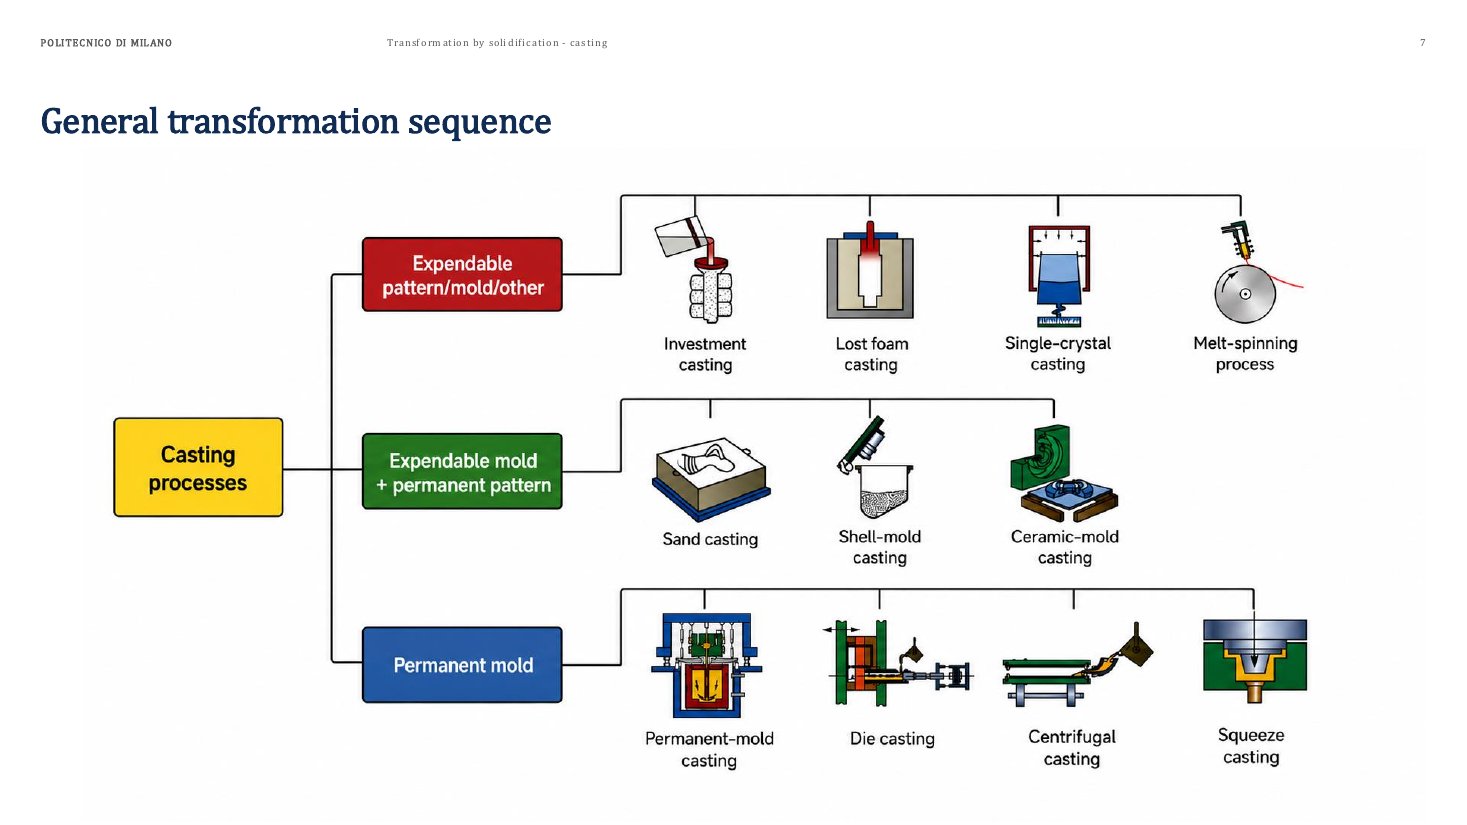 POLITECNICO DI MILANO
Transformation by solidification - casting
7
General transformation sequence
Expendable
pattern/mold/other
Investment
casting
Lost foam
casting
Single-crystal
casting
Melt-spinning
process
Casting
processes
Expendable mold
+ permanent pattern
Sand casting
Shell-mold
casting
Ceramic-mold
casting
Permanent mold
Permanent-mold
casting
Die casting
Centrifugal
casting
Squeeze
casting